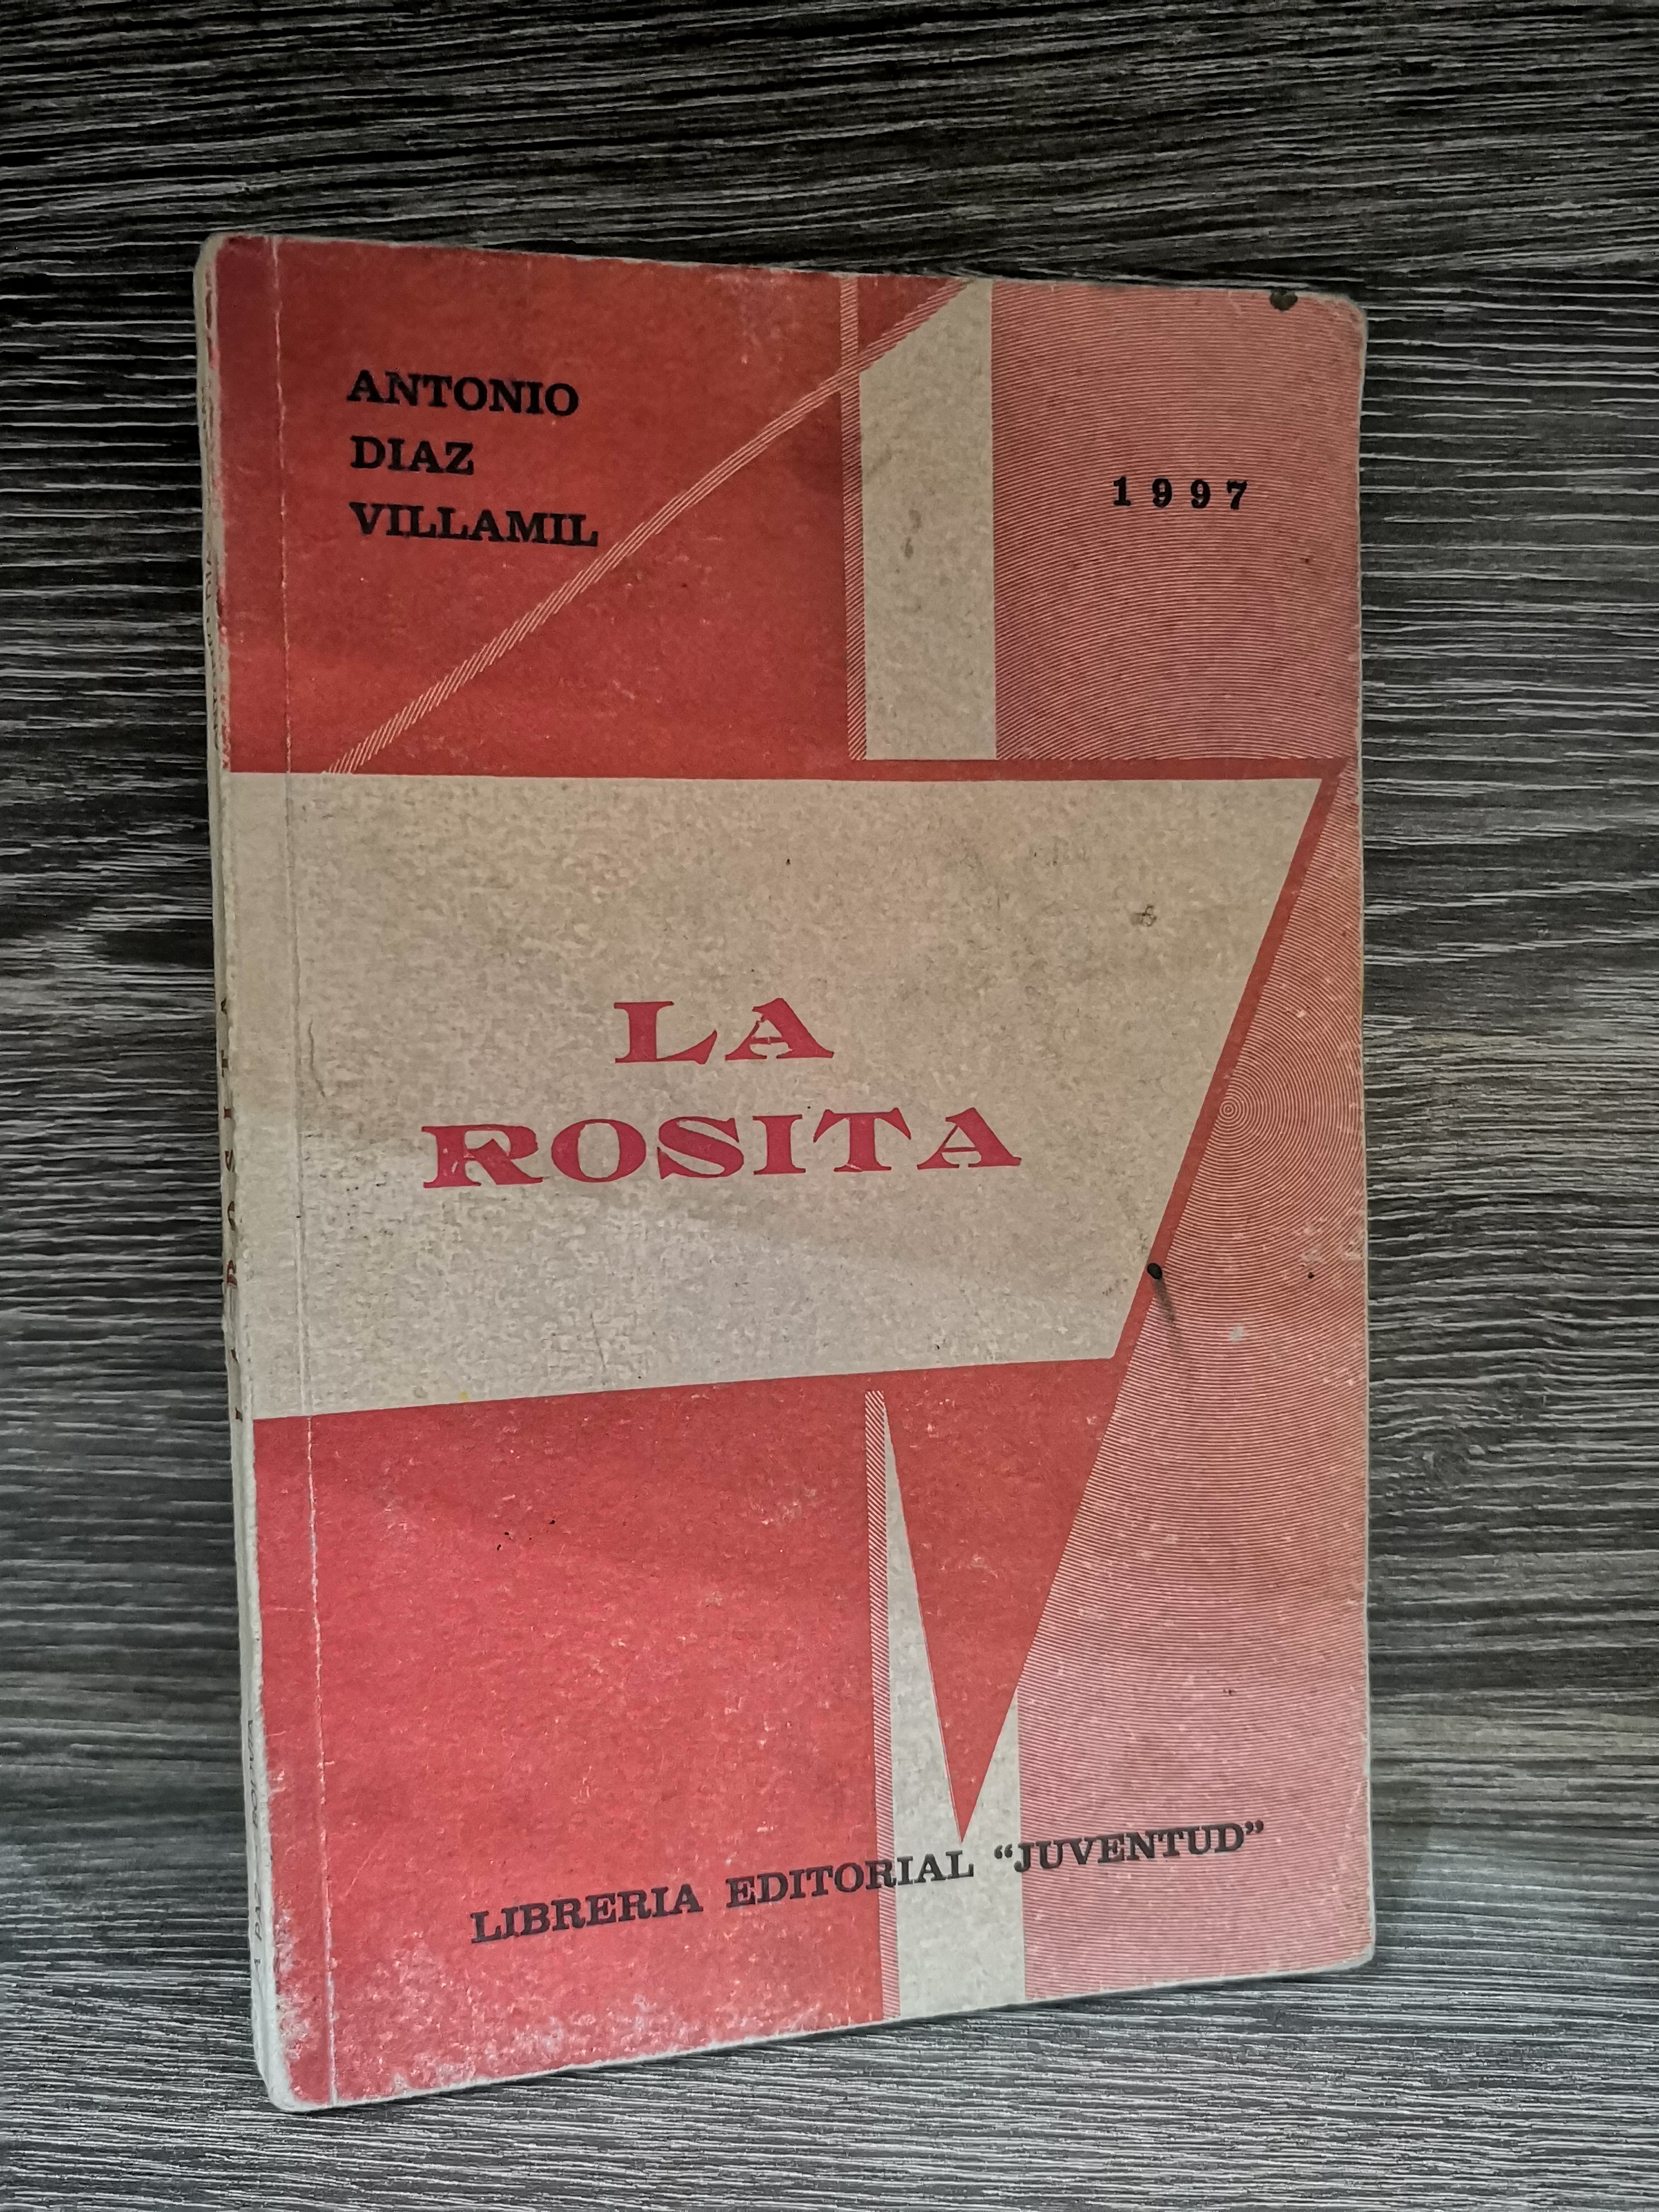 ANTONIO
DIAZ
VILLAMIL
1997
LA
ROSITA
LIBRERIA EDITORIAL “JUVENTUD”